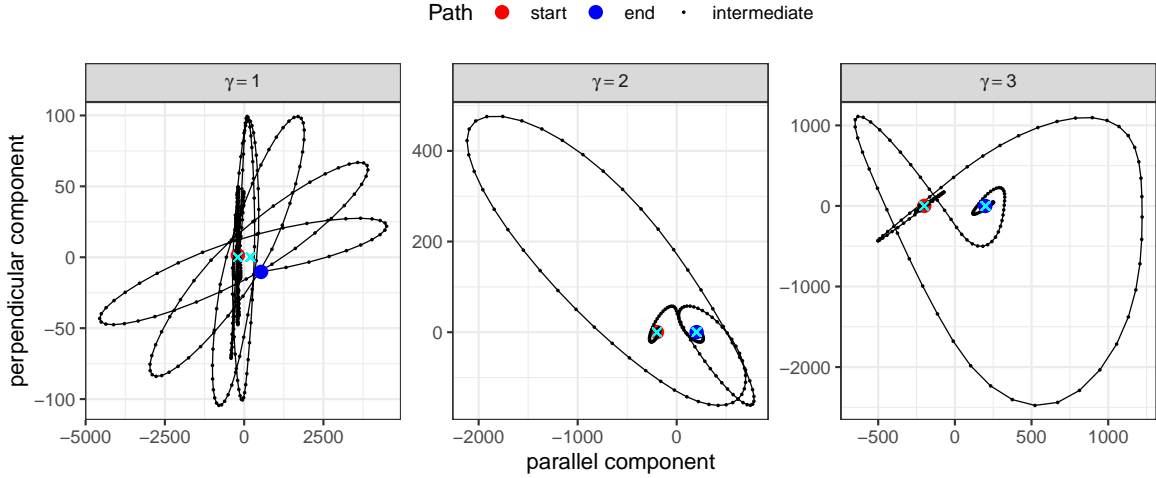 Path start end intermediate
γ = 1
γ = 2
γ = 3
perpendicular component
100
50
0
−50
−100
−5000 −2500 0 2500
400
200
0
−2000 −1000 0
1000
0
−1000
−2000
−500 0 500 1000
parallel component